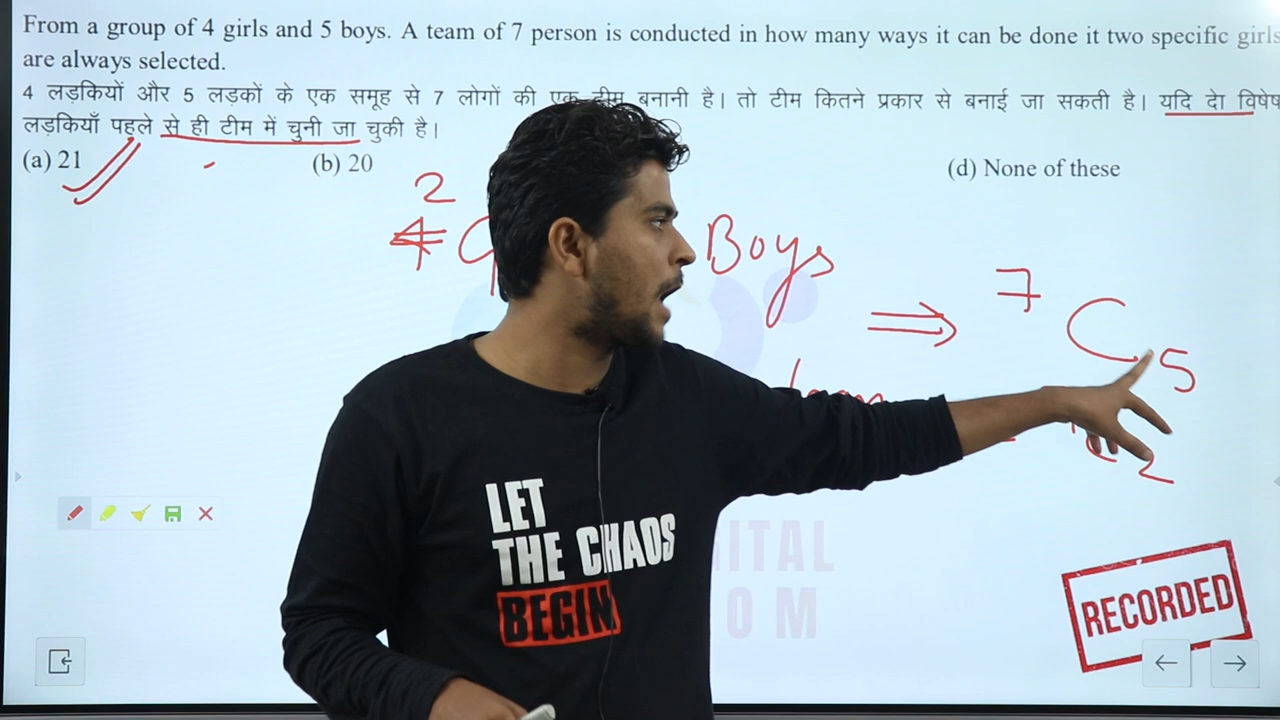 From a group of 4 girls and 5 boys. A team of 7 person is conducted in how many ways it can be done it two specific girls
are always selected.
4 लड़कियों और 5 लड़कों के एक समूह से 7 लोगों की एक टीम बनानी है। तो टीम कितने प्रकार से बनाई जा सकती है। यदि देा विषेष
लड़कियाँ पहले से ही टीम में चुनी जा चुकी है।
(a) 21 (b) 20 (d) None of these
2
4 Boys
⇒ 7 C 5
2
LET
THE CHAOS
BEGIN
RECORDED